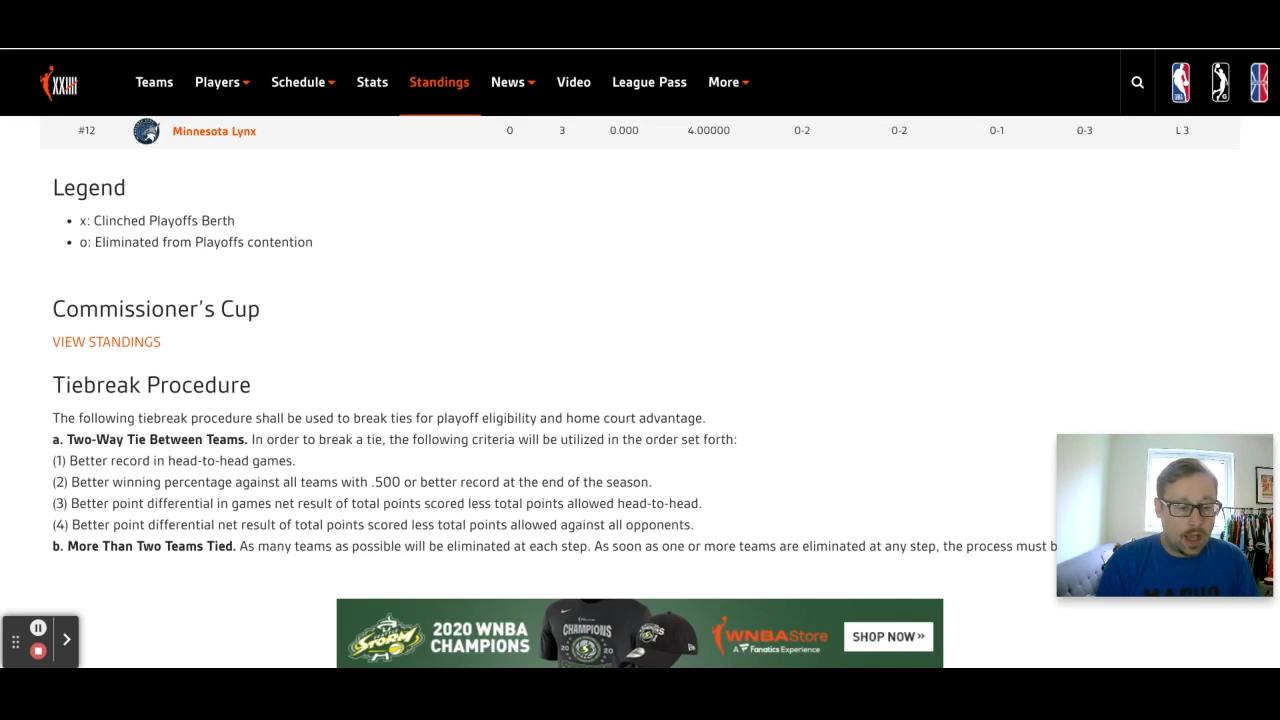 XXIIII
Teams Players Schedule Stats Standings News Video League Pass More
#12 Minnesota Lynx 0 3 0.000 4.00000 0-2 0-2 0-1 0-3 L 3
Legend
• x: Clinched Playoffs Berth
• o: Eliminated from Playoffs contention
Commissioner's Cup
VIEW STANDINGS
Tiebreak Procedure
The following tiebreak procedure shall be used to break ties for playoff eligibility and home court advantage.
a. Two-Way Tie Between Teams. In order to break a tie, the following criteria will be utilized in the order set forth:
(1) Better record in head-to-head games.
(2) Better winning percentage against all teams with .500 or better record at the end of the season.
(3) Better point differential in games net result of total points scored less total points allowed head-to-head.
(4) Better point differential net result of total points scored less total points allowed against all opponents.
b. More Than Two Teams Tied. As many teams as possible will be eliminated at each step. As soon as one or more teams are eliminated at any step, the process must b
STORM
2020 WNBA
CHAMPIONS
CHAMPIONS
20 20
WNBAStore
A Fanatics Experience
SHOP NOW »